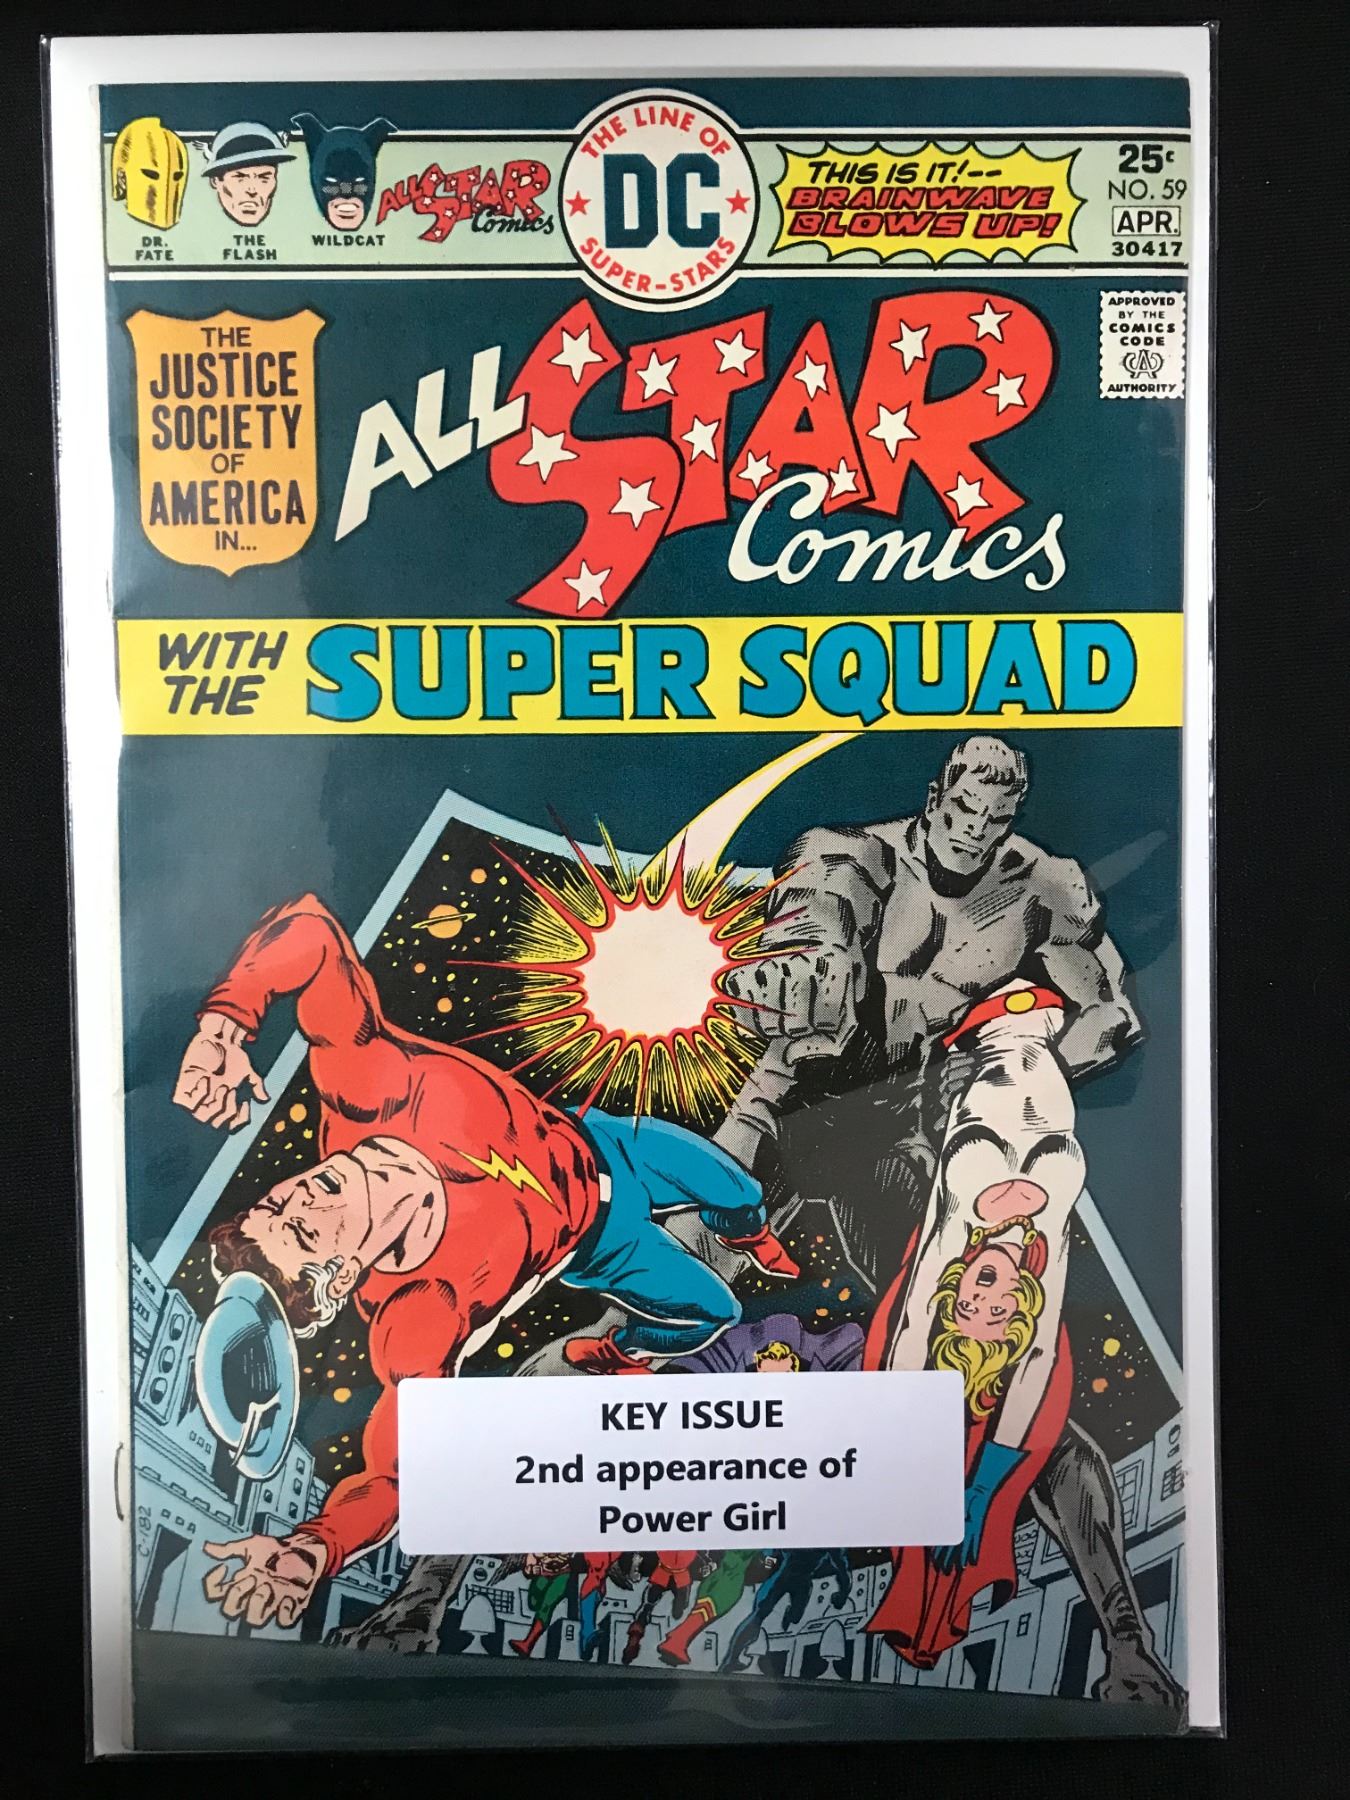 DR.
FATE
THE
FLASH
WILDCAT
ALL STAR
Comics
THE LINE OF
DC
SUPER-STARS
THIS IS IT!--
BRAINWAVE
BLOWS UP!
25¢
NO. 59
APR.
30417
APPROVED
BY THE
COMICS
CODE
CA
AUTHORITY
THE
JUSTICE
SOCIETY
OF
AMERICA
IN...
ALL STAR
Comics
WITH
THE
SUPER SQUAD
KEY ISSUE
2nd appearance of
Power Girl
C-182